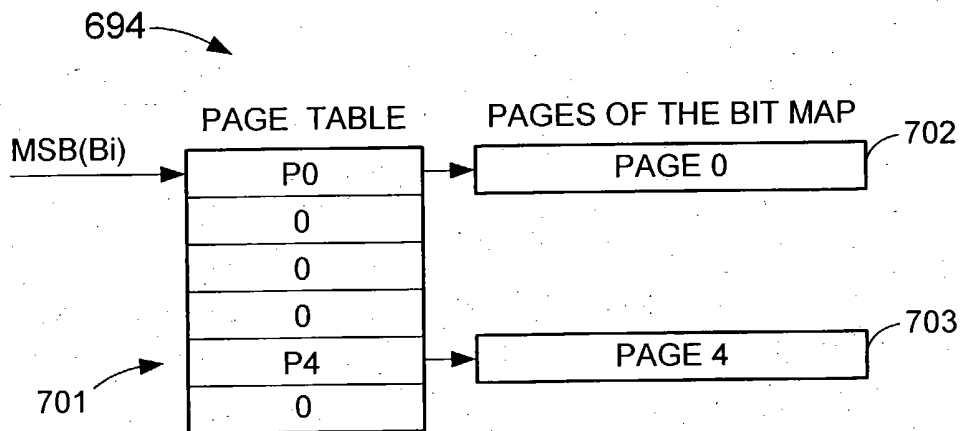 694
PAGE TABLE
PAGES OF THE BIT MAP
MSB(Bi)
P0
PAGE 0
702
0
0
0
P4
PAGE 4
703
701
0